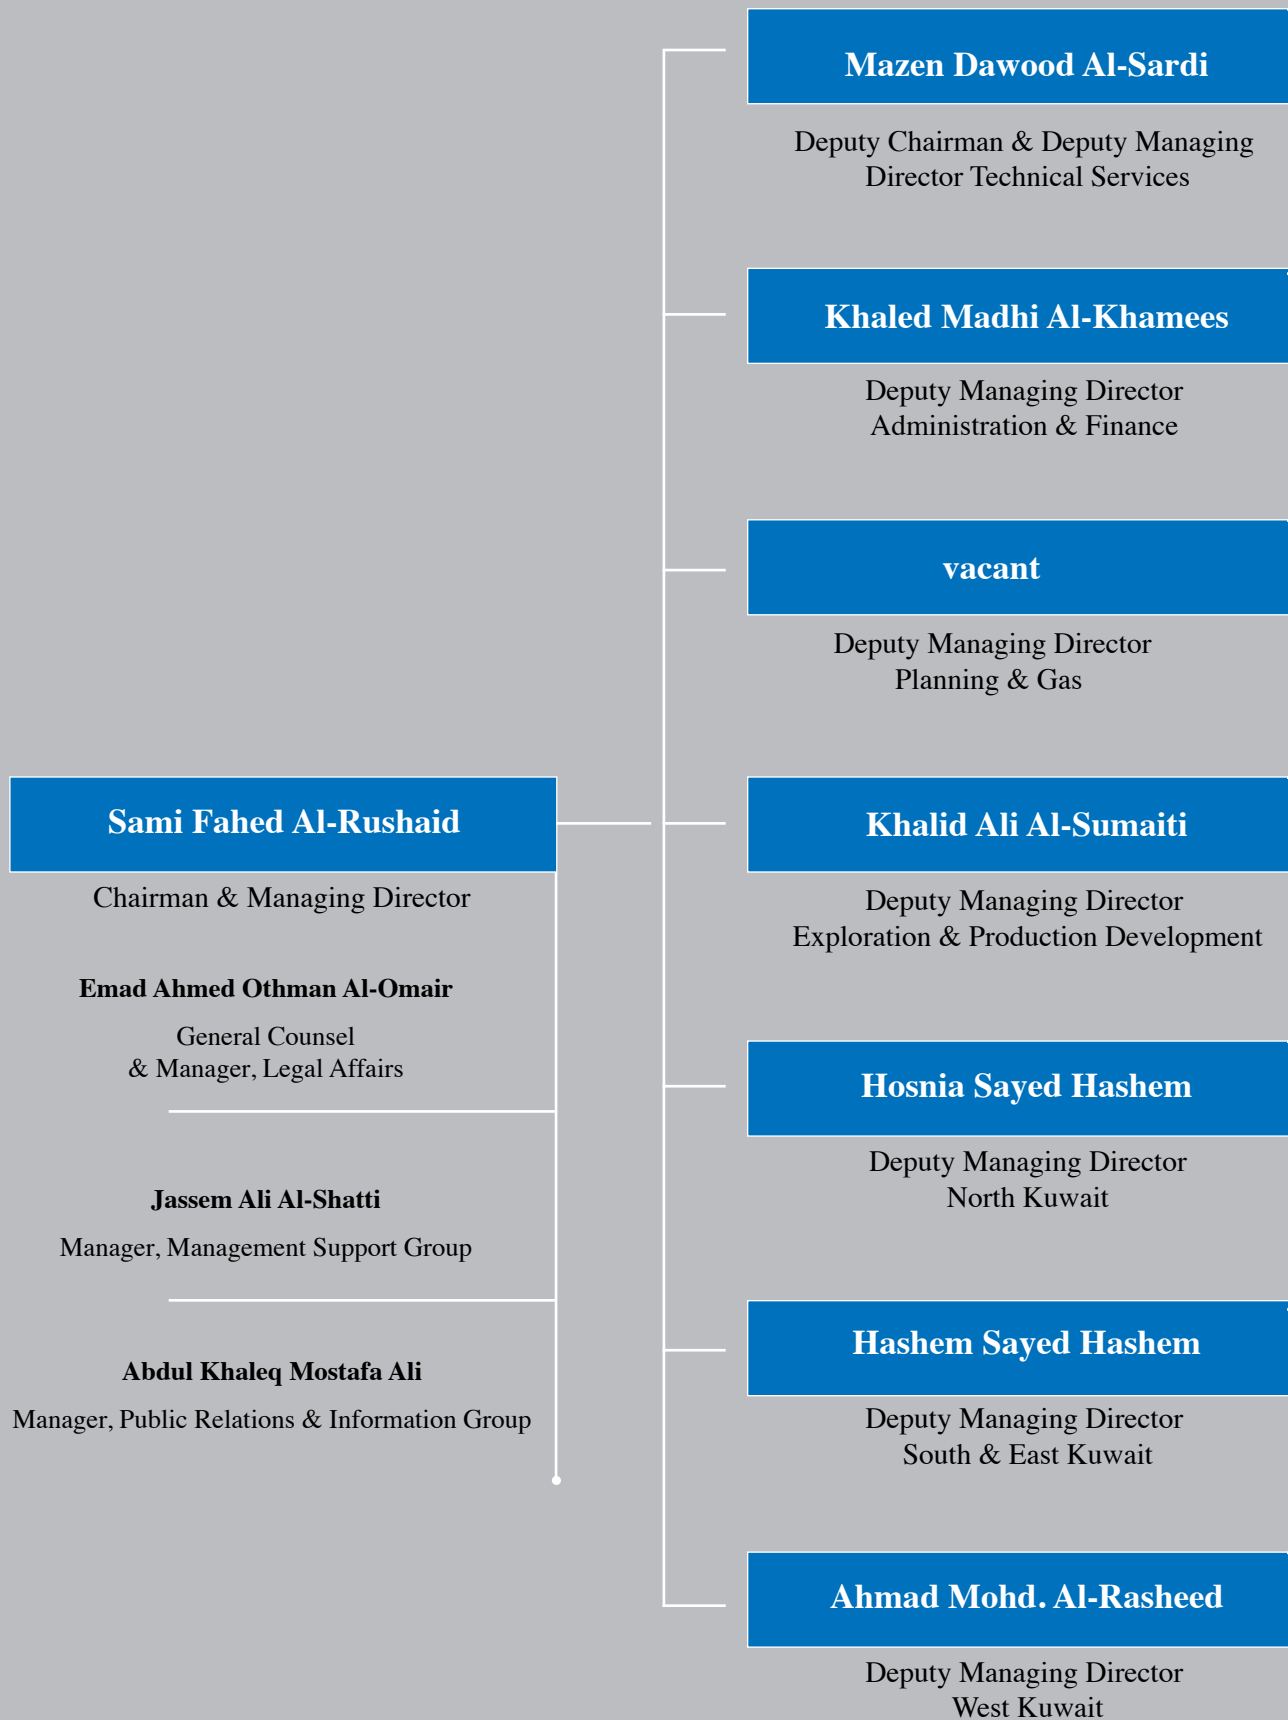 Sami Fahed Al-Rushaid
Chairman & Managing Director
Emad Ahmed Othman Al-Omair
General Counsel
& Manager, Legal Affairs
Jassem Ali Al-Shatti
Manager, Management Support Group
Abdul Khaleq Mostafa Ali
Manager, Public Relations & Information Group
Mazen Dawood Al-Sardi
Deputy Chairman & Deputy Managing
Director Technical Services
Khaled Madhi Al-Khamees
Deputy Managing Director
Administration & Finance
vacant
Deputy Managing Director
Planning & Gas
Khalid Ali Al-Sumaiti
Deputy Managing Director
Exploration & Production Development
Hosnia Sayed Hashem
Deputy Managing Director
North Kuwait
Hashem Sayed Hashem
Deputy Managing Director
South & East Kuwait
Ahmad Mohd. Al-Rasheed
Deputy Managing Director
West Kuwait